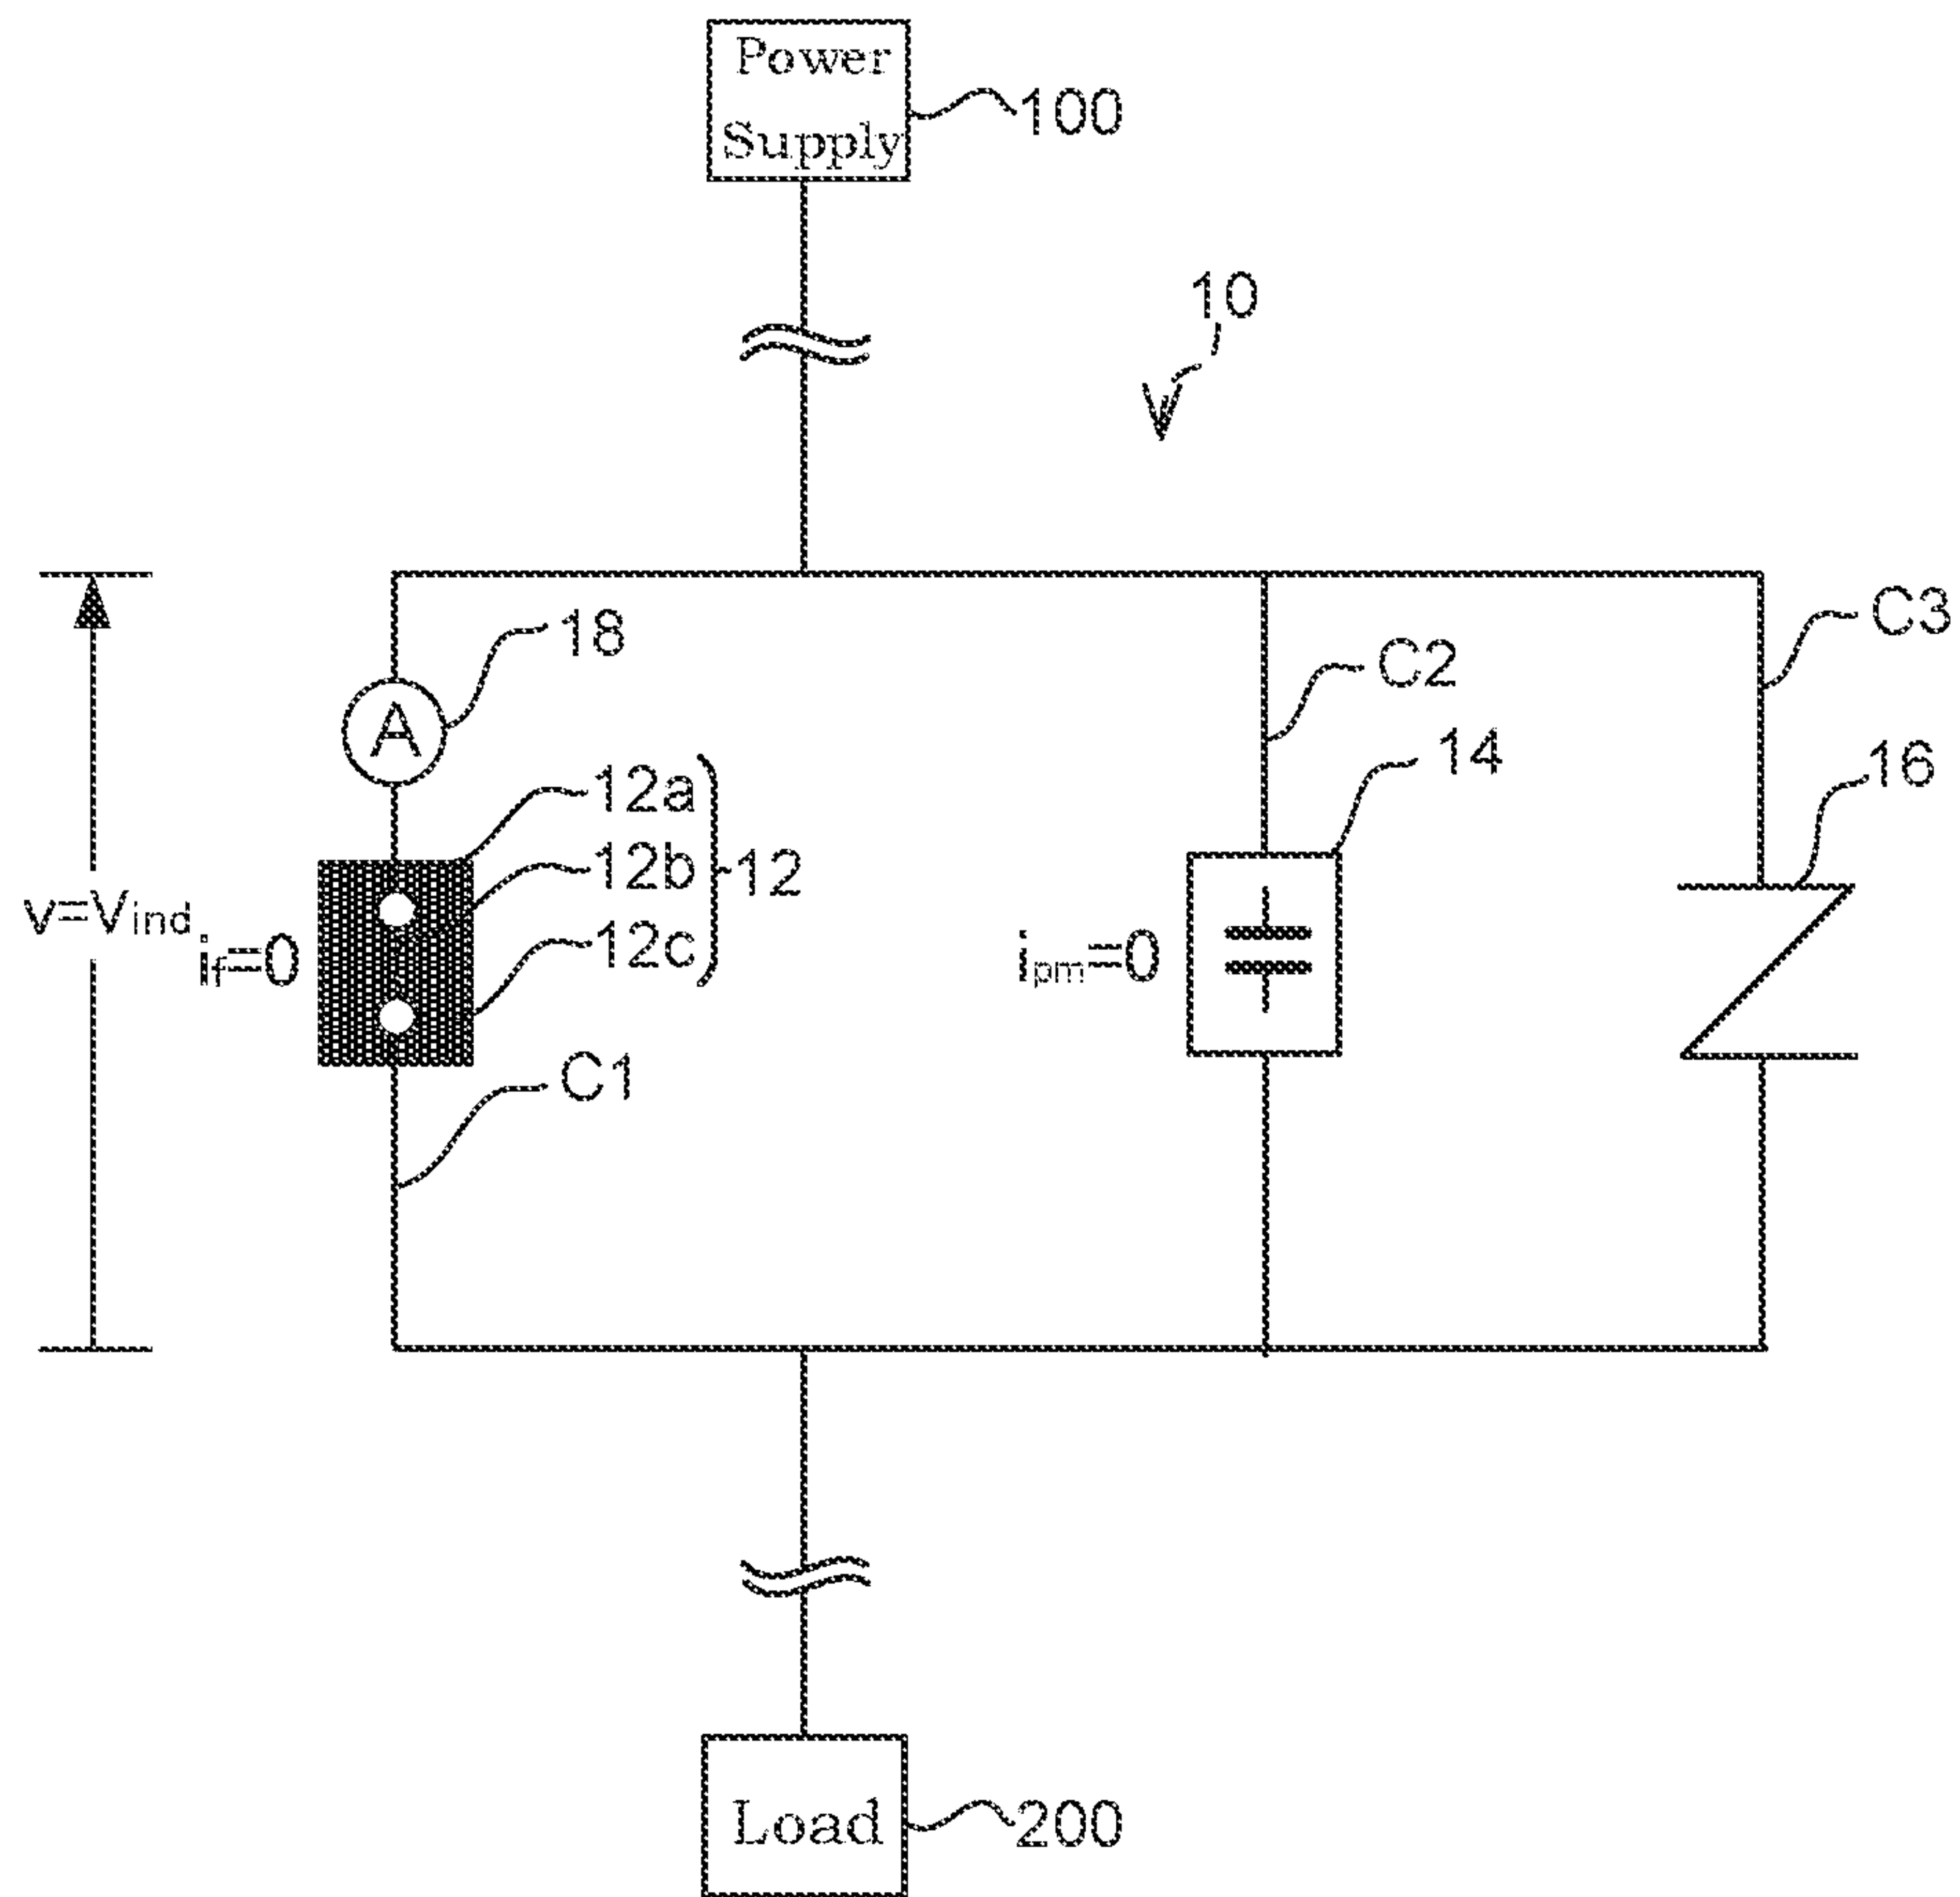 Power
Supply
100
10
C3
18
C2
A
14
16
12a
12b
12
12c
v=Vind
if=0
ipm=0
C1
Load
200